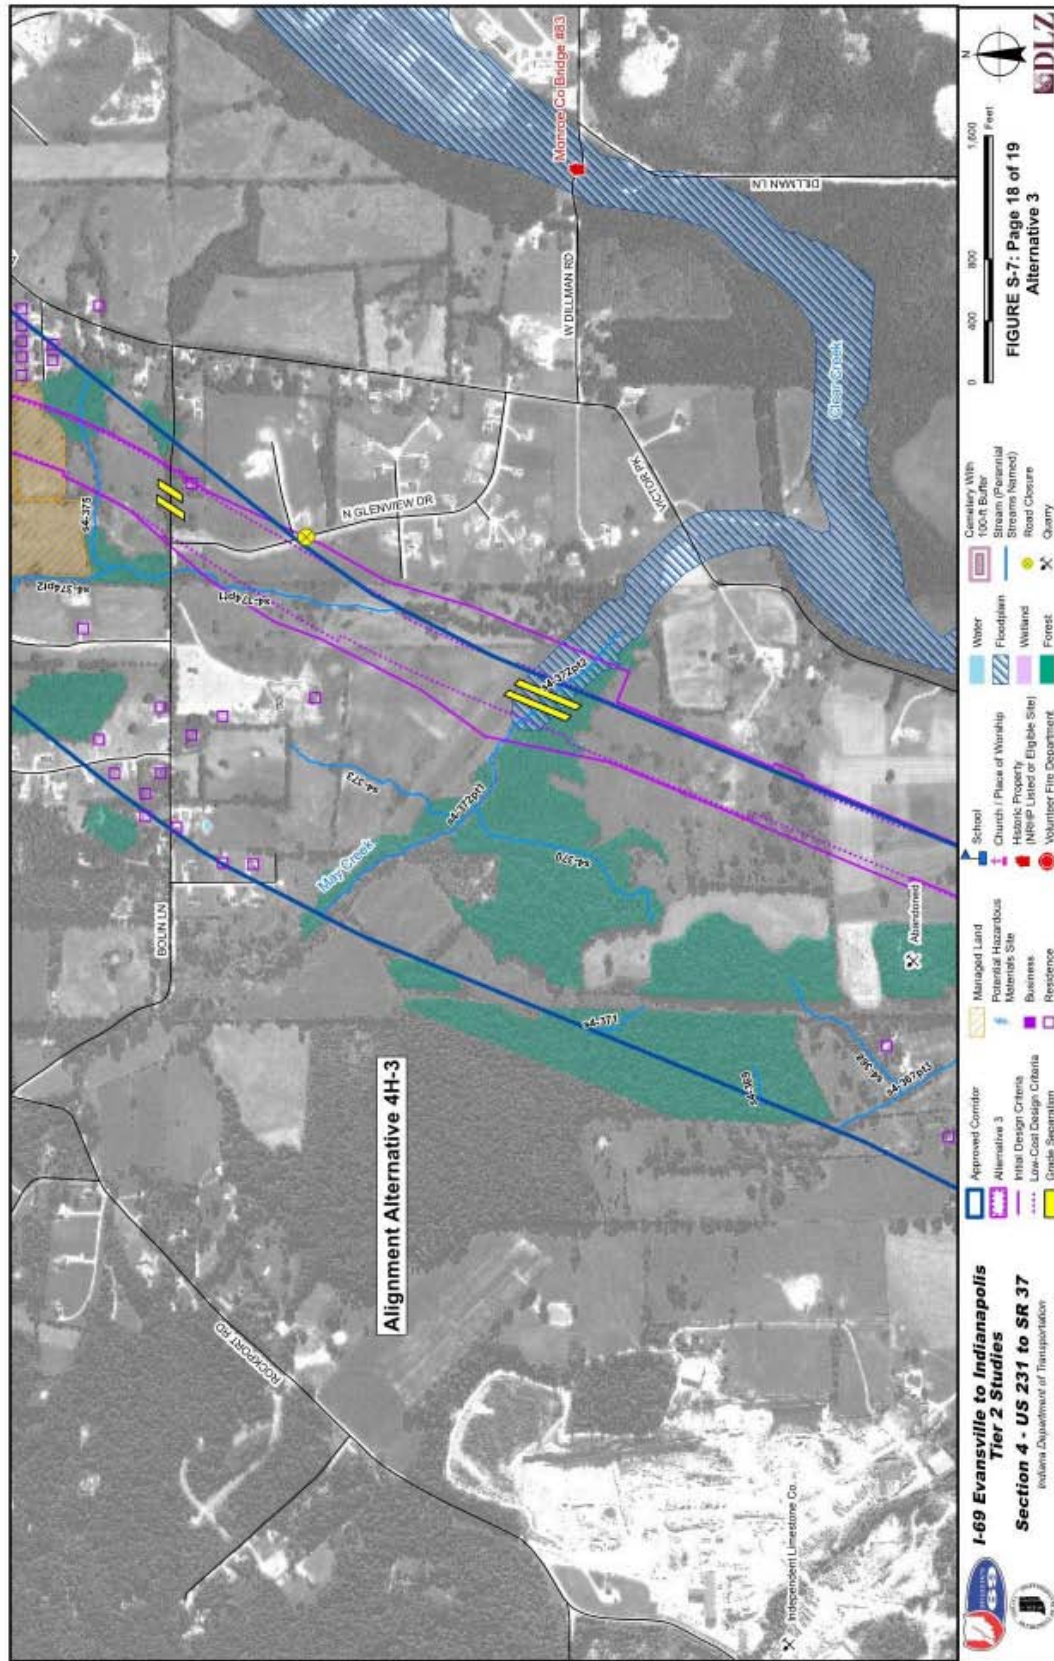 Monroe Co Bridge #83
W DILLMAN RD
DILLMAN LN
Clear Creek
VICTOR PK
N GLENVIEW DR
s4-375
s4-374pt2
s4-374pt1
s4-372pt2
s4-372pt1
s4-373
s4-370
May Creek
BOLIN LN
s4-371
s4-369
s4-368
s4-367pt3
Abandoned
Alignment Alternative 4H-3
ROCKPORT RD
Independent Limestone Co...
I-69 Evansville to Indianapolis
Tier 2 Studies
Section 4 - US 231 to SR 37
Indiana Department of Transportation
Approved Corridor
Alternative 3
Initial Design Criteria
Low-Cost Design Criteria
Grade Separation
Managed Land
Potential Hazardous
Materials Site
Business
Residence
School
Church / Place of Worship
Historic Property
(NRHP Listed or Eligible Site)
Volunteer Fire Department
Water
Floodplain
Wetland
Forest
Cemetery With
100-ft Buffer
Stream (Perennial
Streams Named)
Road Closure
Quarry
0 400 800 1,600
Feet
FIGURE S-7: Page 18 of 19
Alternative 3
N
DLZ
69